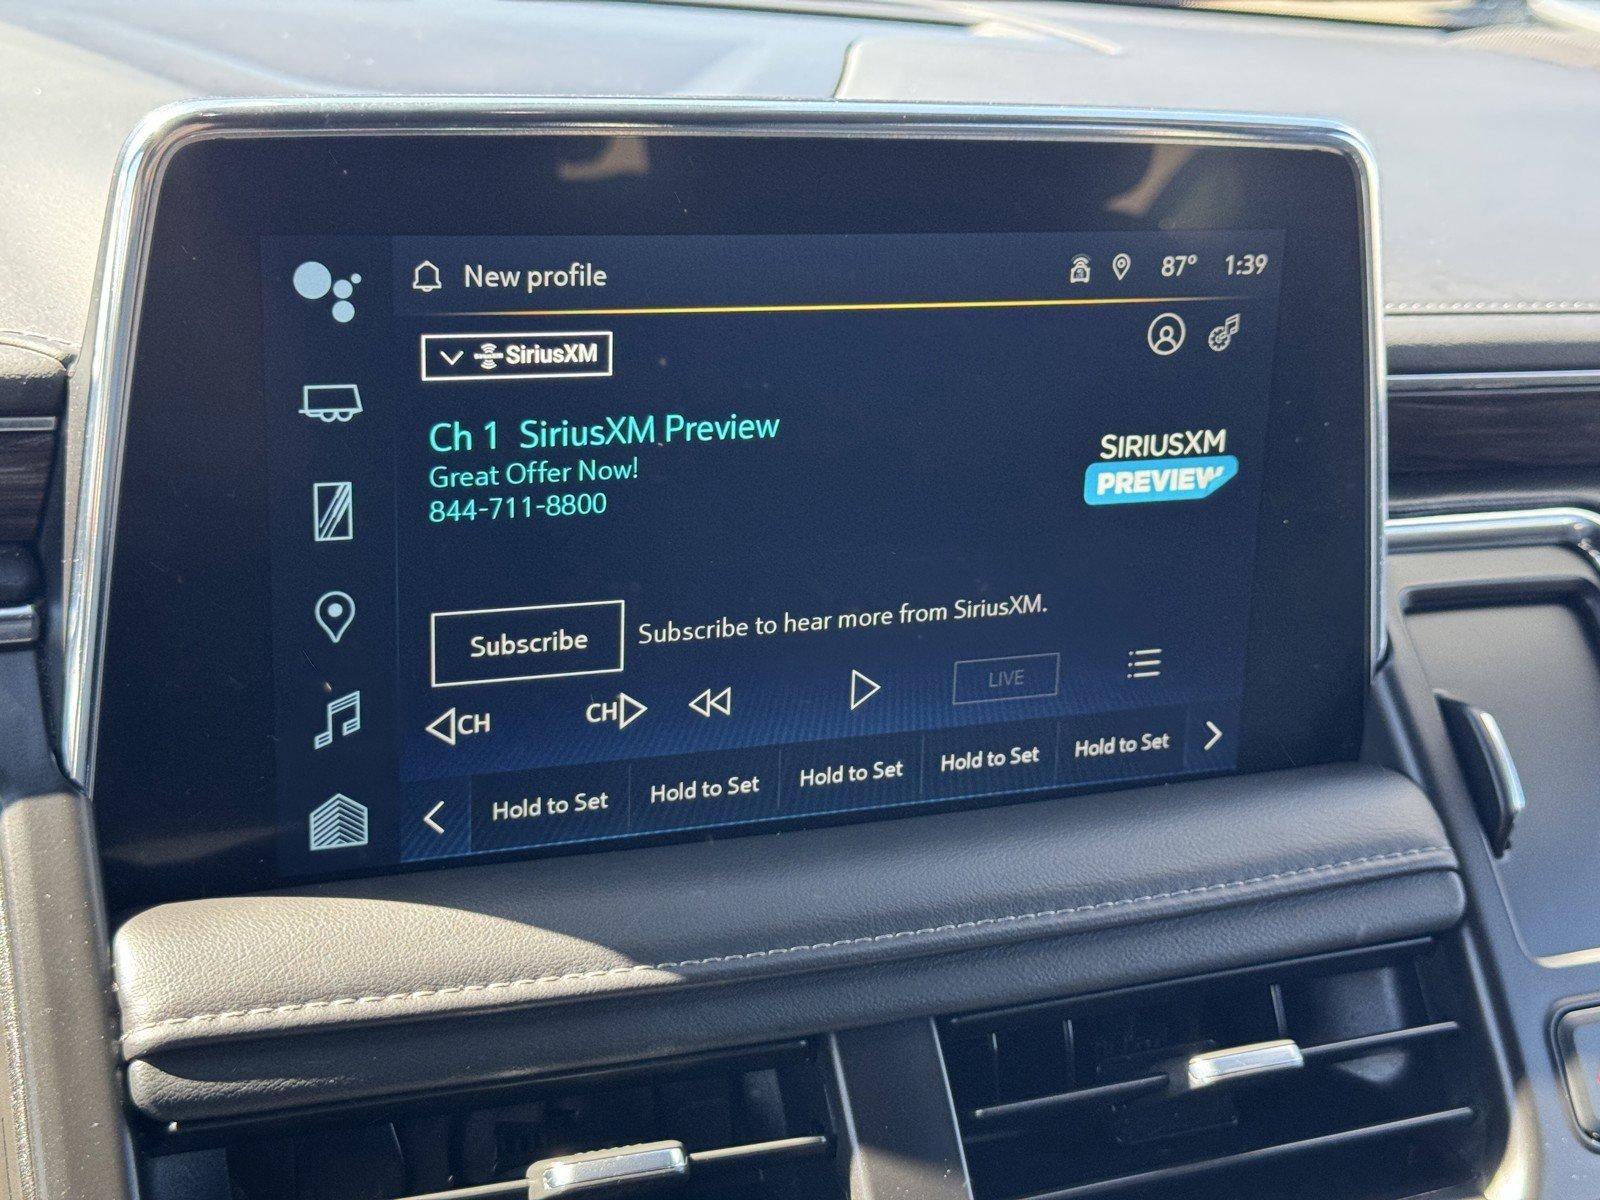 New profile
87° 1:39
SiriusXM
Ch 1 SiriusXM Preview
Great Offer Now!
844-711-8800
SIRIUSXM
PREVIEW
Subscribe
Subscribe to hear more from SiriusXM.
CH
CH
LIVE
Hold to Set
Hold to Set
Hold to Set
Hold to Set
Hold to Set